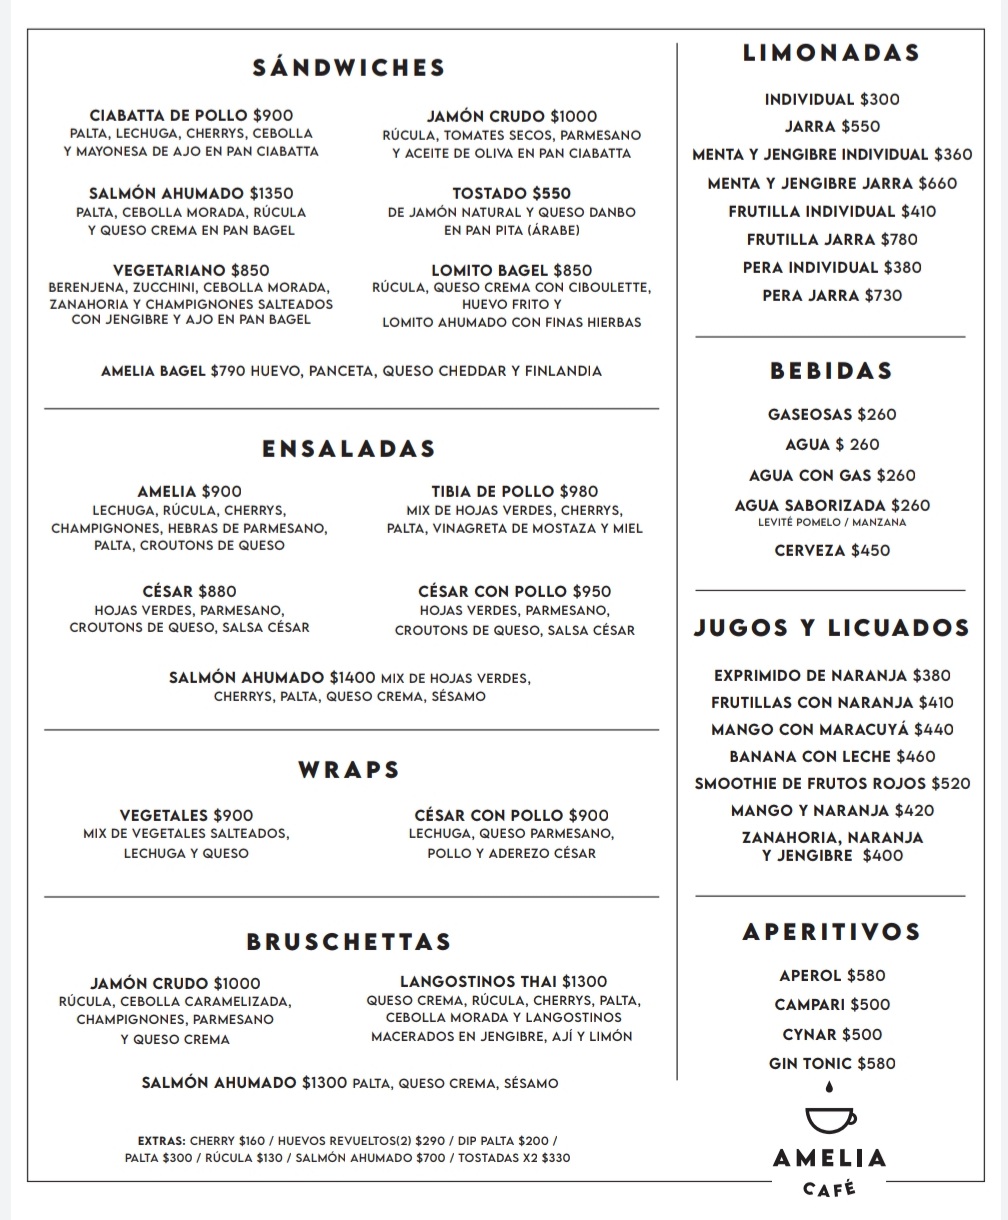 SÁNDWICHES
CIABATTA DE POLLO $900
PALTA, LECHUGA, CHERRYS, CEBOLLA
Y MAYONESA DE AJO EN PAN CIABATTA
JAMÓN CRUDO $1000
RÚCULA, TOMATES SECOS, PARMESANO
Y ACEITE DE OLIVA EN PAN CIABATTA
SALMÓN AHUMADO $1350
PALTA, CEBOLLA MORADA, RÚCULA
Y QUESO CREMA EN PAN BAGEL
TOSTADO $550
DE JAMÓN NATURAL Y QUESO DANBO
EN PAN PITA (ÁRABE)
VEGETARIANO $850
BERENJENA, ZUCCHINI, CEBOLLA MORADA,
ZANAHORIA Y CHAMPIGNONES SALTEADOS
CON JENGIBRE Y AJO EN PAN BAGEL
LOMITO BAGEL $850
RÚCULA, QUESO CREMA CON CIBOULETTE,
HUEVO FRITO Y
LOMITO AHUMADO CON FINAS HIERBAS
AMELIA BAGEL $790 HUEVO, PANCETA, QUESO CHEDDAR Y FINLANDIA
ENSALADAS
AMELIA $900
LECHUGA, RÚCULA, CHERRYS,
CHAMPIGNONES, HEBRAS DE PARMESANO,
PALTA, CROUTONS DE QUESO
TIBIA DE POLLO $980
MIX DE HOJAS VERDES, CHERRYS,
PALTA, VINAGRETA DE MOSTAZA Y MIEL
CÉSAR $880
HOJAS VERDES, PARMESANO,
CROUTONS DE QUESO, SALSA CÉSAR
CÉSAR CON POLLO $950
HOJAS VERDES, PARMESANO,
CROUTONS DE QUESO, SALSA CÉSAR
SALMÓN AHUMADO $1400 MIX DE HOJAS VERDES,
CHERRYS, PALTA, QUESO CREMA, SÉSAMO
WRAPS
VEGETALES $900
MIX DE VEGETALES SALTEADOS,
LECHUGA Y QUESO
CÉSAR CON POLLO $900
LECHUGA, QUESO PARMESANO,
POLLO Y ADEREZO CÉSAR
BRUSCHETTAS
JAMÓN CRUDO $1000
RÚCULA, CEBOLLA CARAMELIZADA,
CHAMPIGNONES, PARMESANO
Y QUESO CREMA
LANGOSTINOS THAI $1300
QUESO CREMA, RÚCULA, CHERRYS, PALTA,
CEBOLLA MORADA Y LANGOSTINOS
MACERADOS EN JENGIBRE, AJÍ Y LIMÓN
SALMÓN AHUMADO $1300 PALTA, QUESO CREMA, SÉSAMO
EXTRAS: CHERRY $160 / HUEVOS REVUELTOS(2) $290 / DIP PALTA $200 /
PALTA $300 / RÚCULA $130 / SALMÓN AHUMADO $700 / TOSTADAS X2 $330
LIMONADAS
INDIVIDUAL $300
JARRA $550
MENTA Y JENGIBRE INDIVIDUAL $360
MENTA Y JENGIBRE JARRA $660
FRUTILLA INDIVIDUAL $410
FRUTILLA JARRA $780
PERA INDIVIDUAL $380
PERA JARRA $730
BEBIDAS
GASEOSAS $260
AGUA $ 260
AGUA CON GAS $260
AGUA SABORIZADA $260
LEVITÉ POMELO / MANZANA
CERVEZA $450
JUGOS Y LICUADOS
EXPRIMIDO DE NARANJA $380
FRUTILLAS CON NARANJA $410
MANGO CON MARACUYÁ $440
BANANA CON LECHE $460
SMOOTHIE DE FRUTOS ROJOS $520
MANGO Y NARANJA $420
ZANAHORIA, NARANJA
Y JENGIBRE $400
APERITIVOS
APEROL $580
CAMPARI $500
CYNAR $500
GIN TONIC $580
AMELIA
CAFÉ